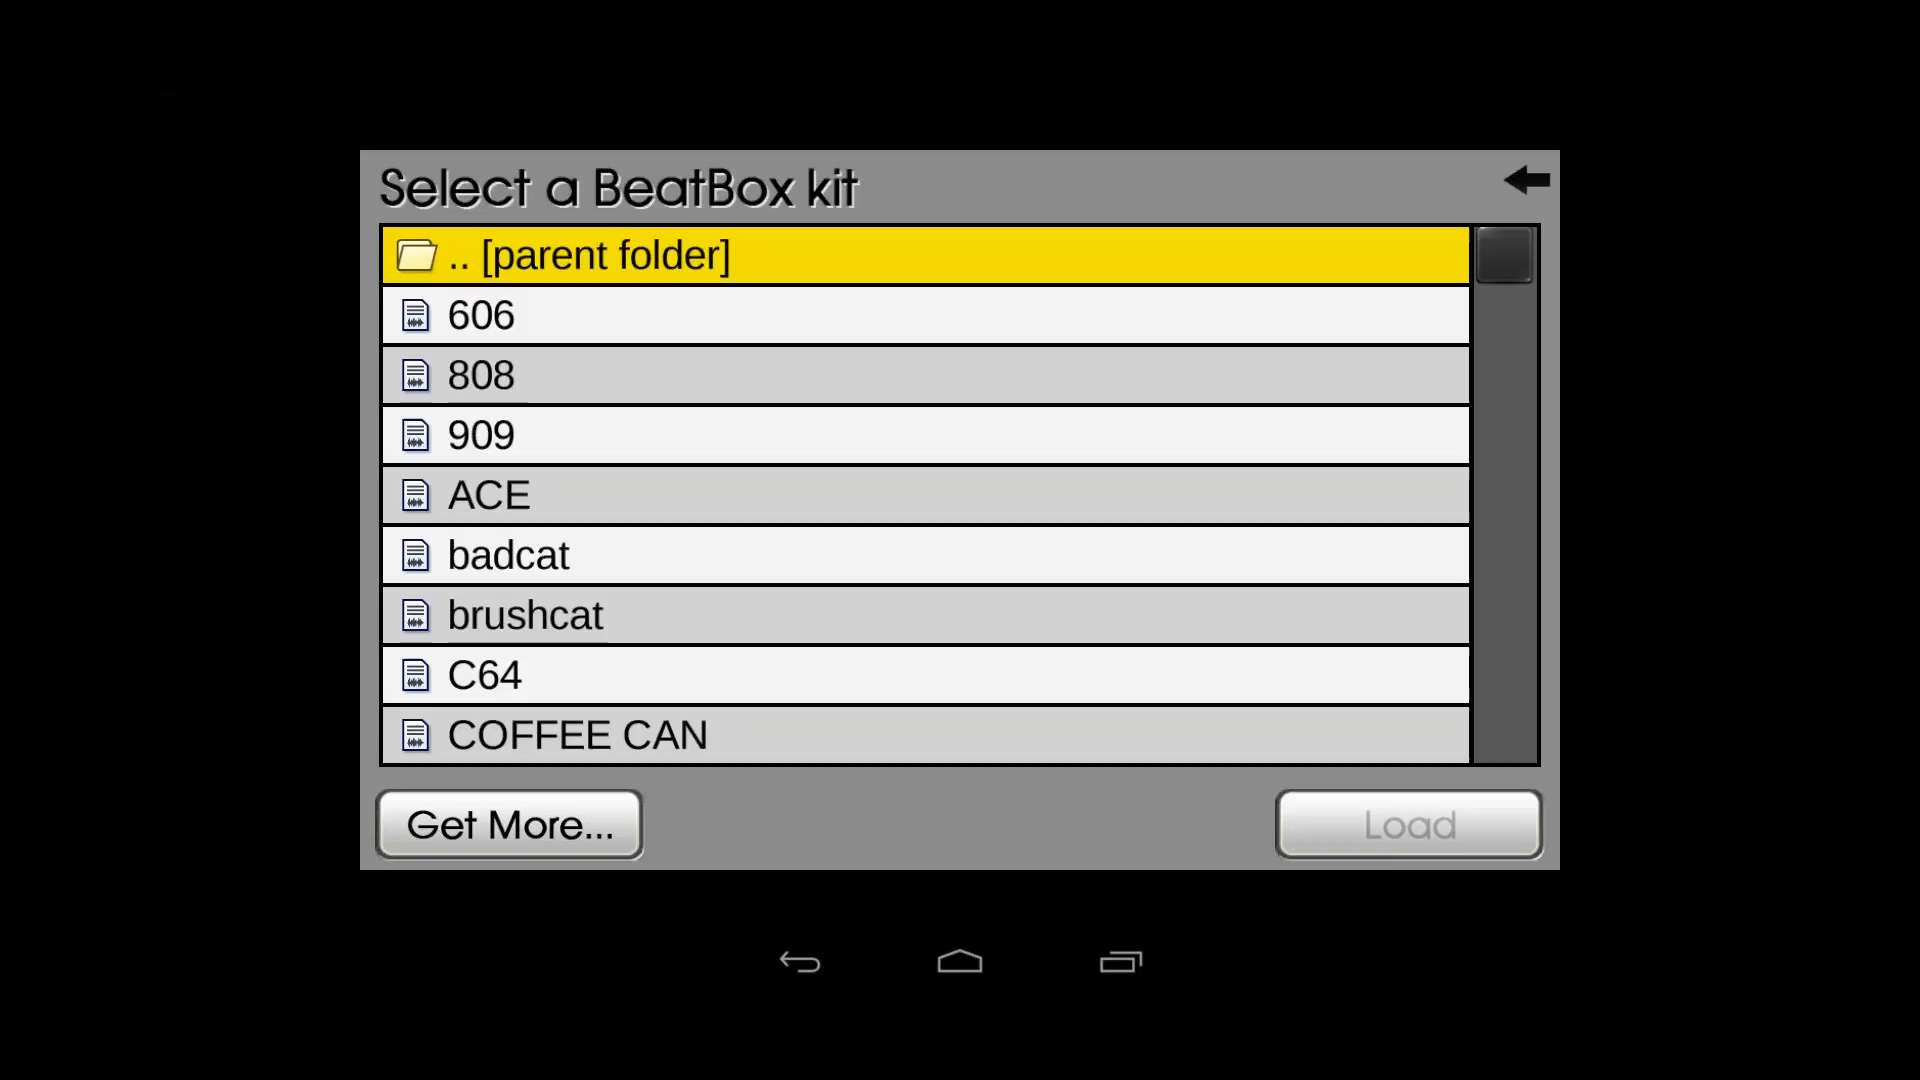 Select a BeatBox kit
.. [parent folder]
606
808
909
ACE
badcat
brushcat
C64
COFFEE CAN
Get More...
Load